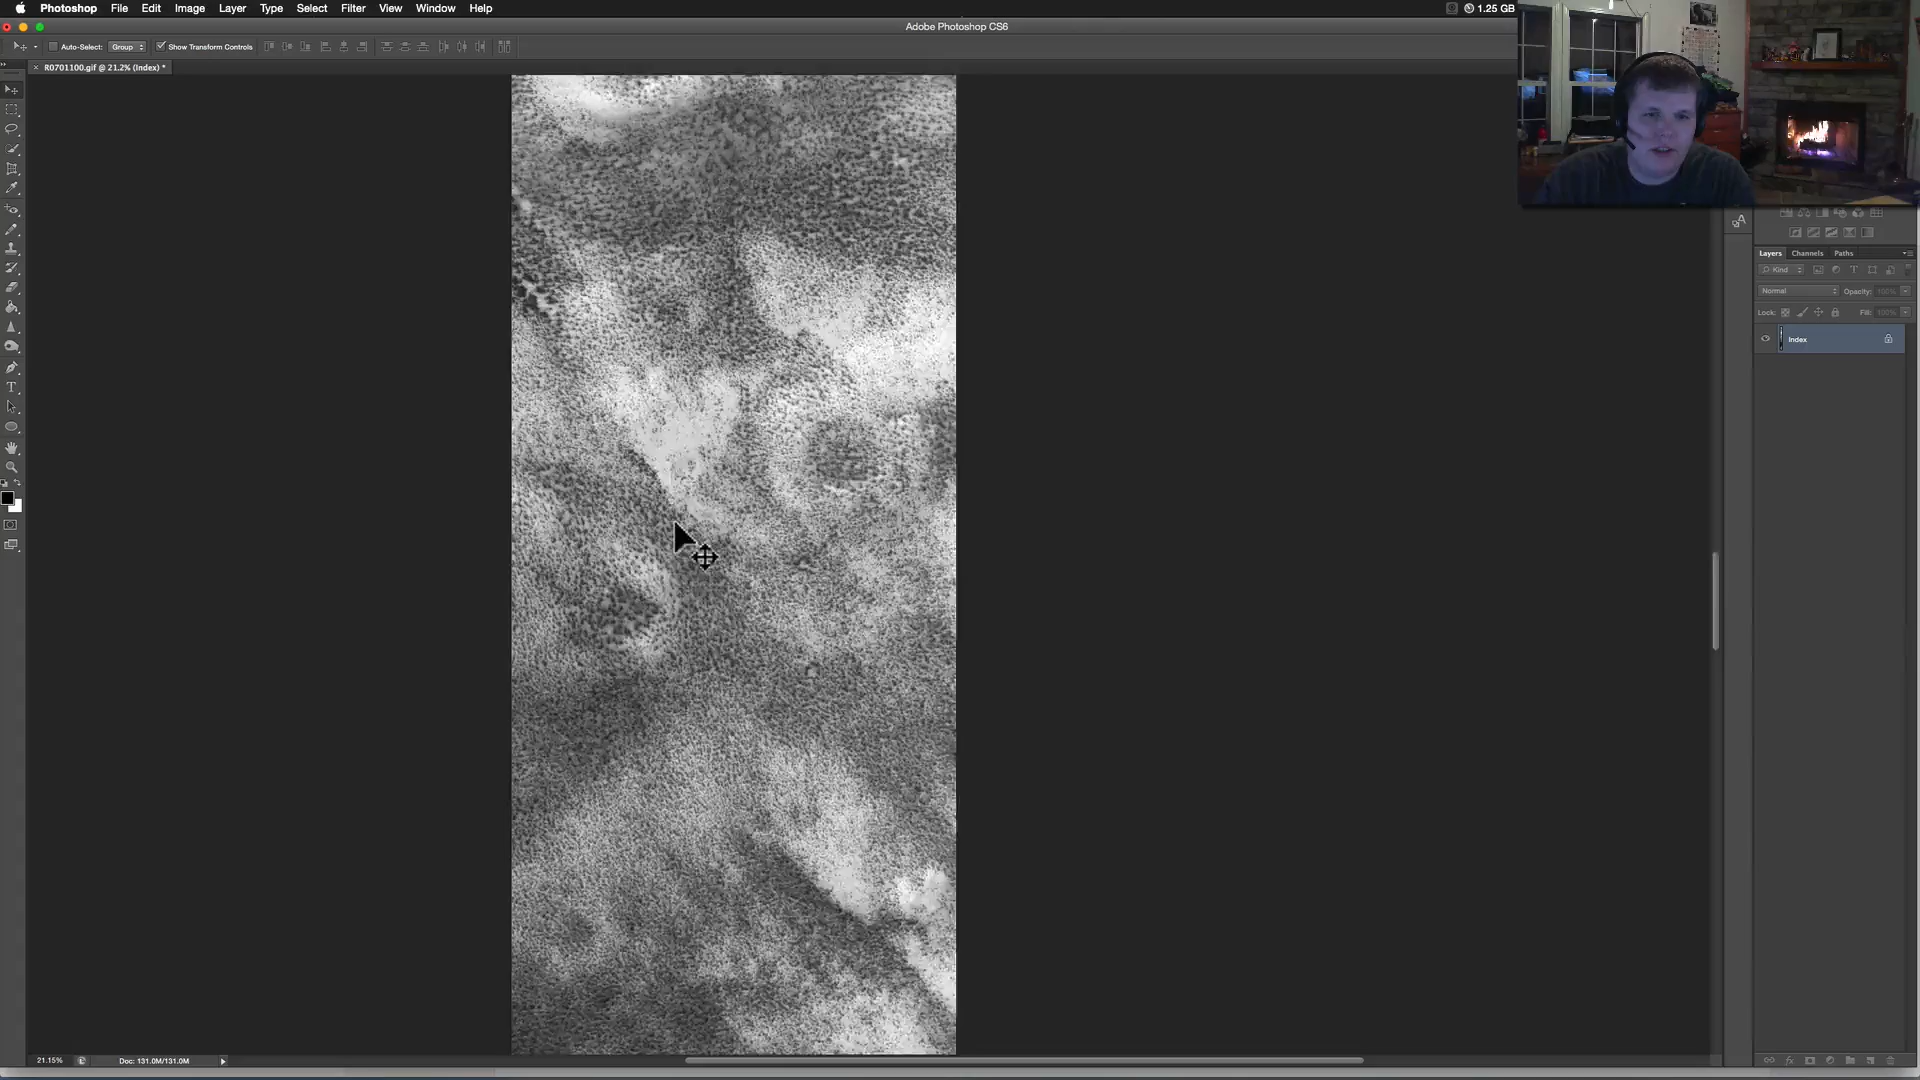 Photoshop File Edit Image Layer Type Select Filter View Window Help
1.25 GB
Adobe Photoshop CS6
Auto-Select: Group Show Transform Controls
× R0701100.gif @ 21.2% (Index) *
Layers Channels Paths
Kind
Normal Opacity: 100%
Lock: Fill: 100%
Index
21.15% Doc: 131.0M/131.0M